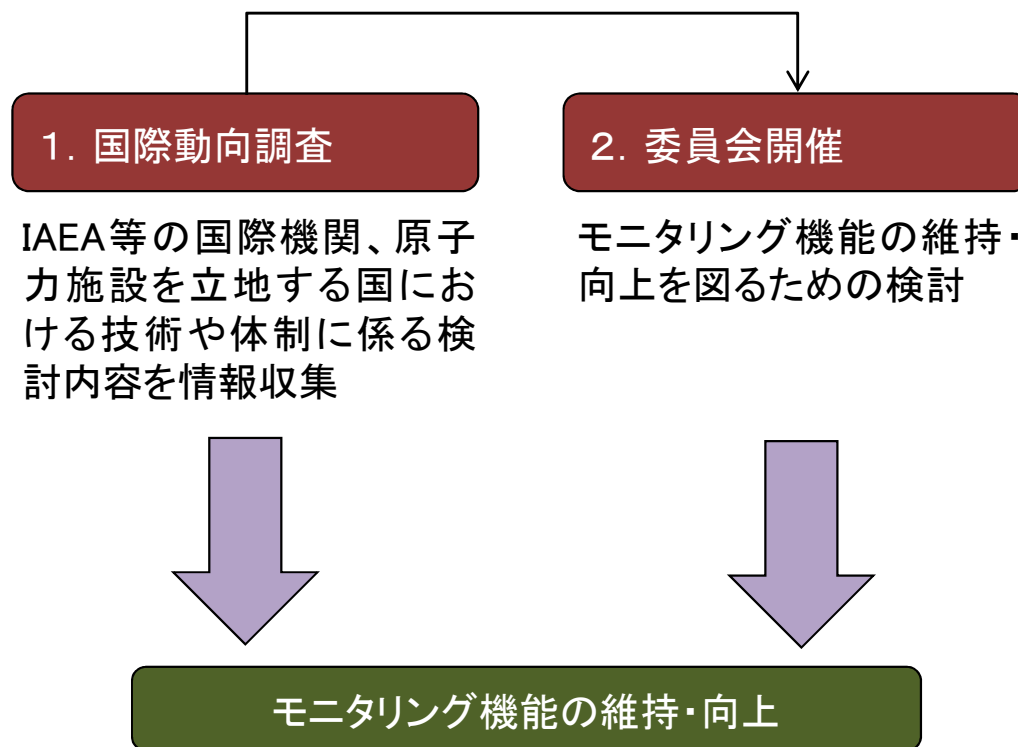 1. 国際動向調査
2. 委員会開催
IAEA等の国際機関、原子
力施設を立地する国にお
ける技術や体制に係る検
討内容を情報収集
モニタリング機能の維持・
向上を図るための検討
モニタリング機能の維持・向上